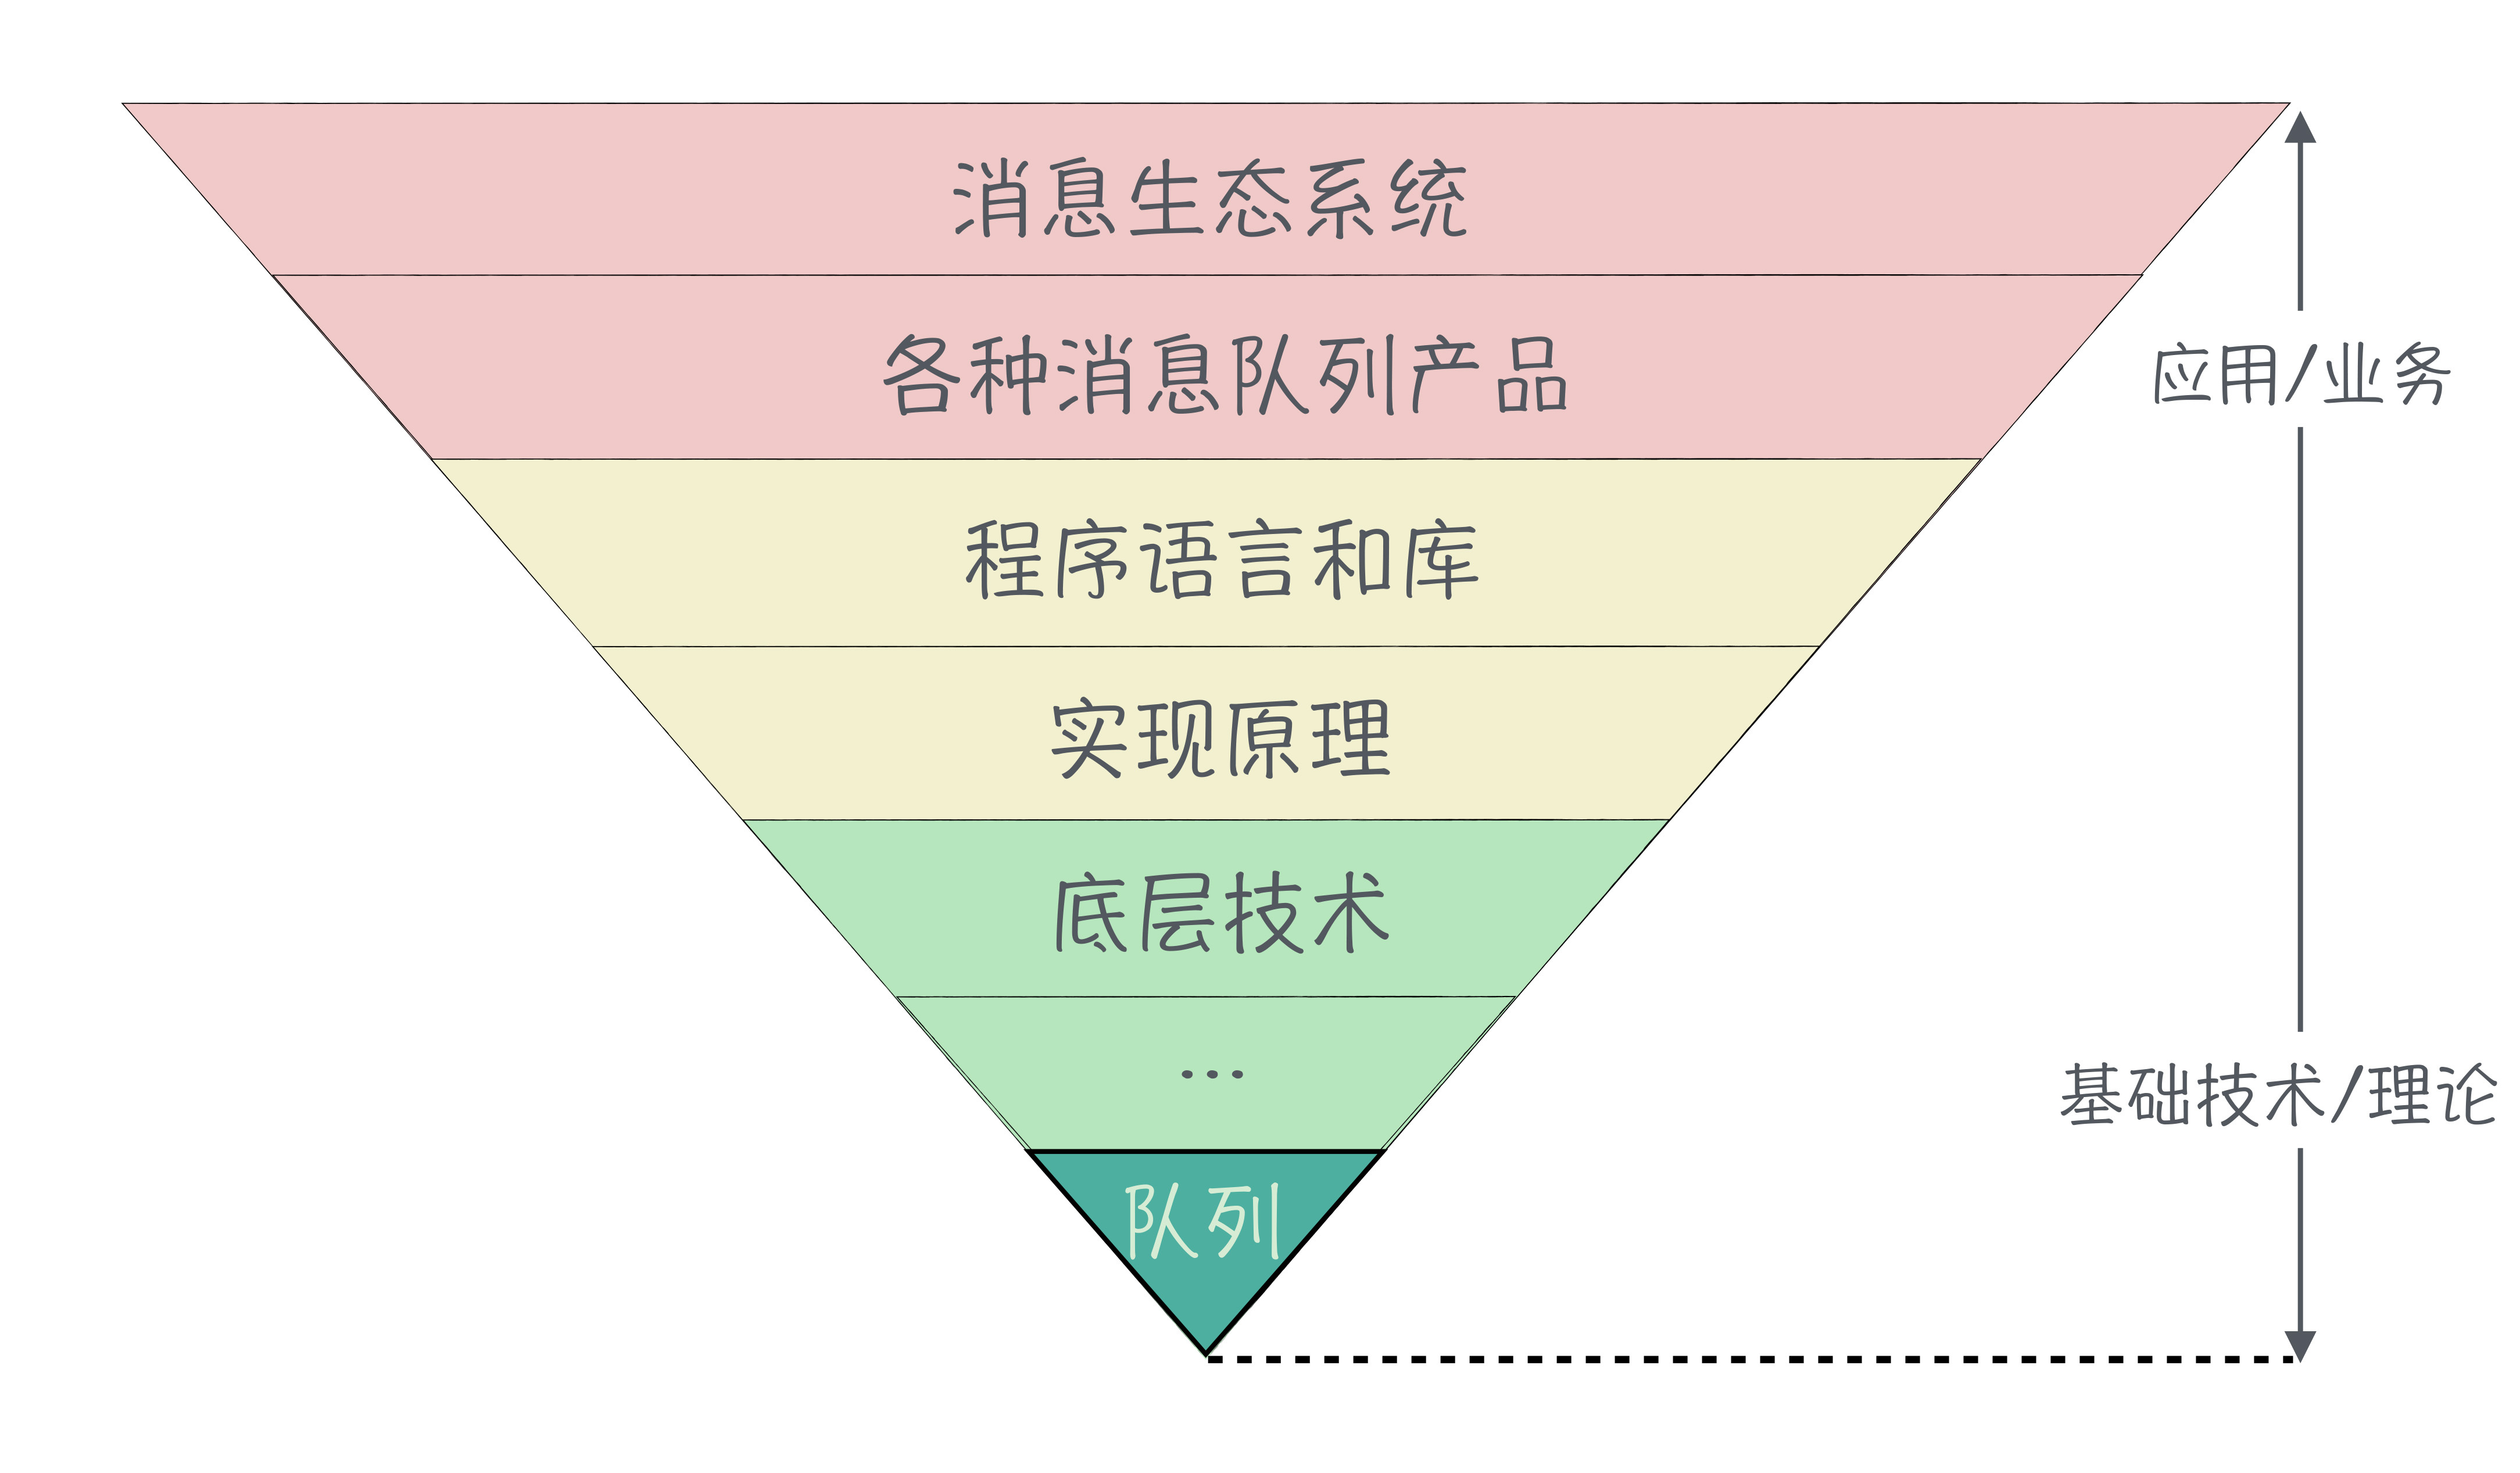 消息生态系统
各种消息队列产品
应用/业务
程序语言和库
实现原理
底层技术
...
基础技术/理论
队列